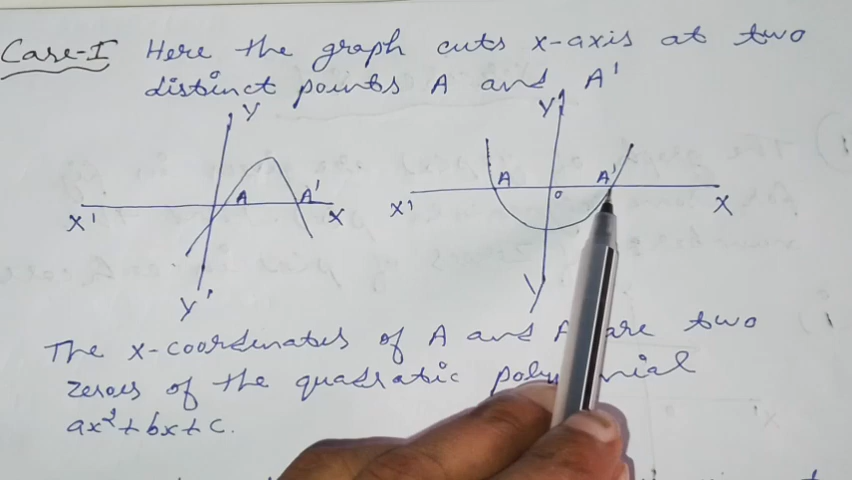 Case-I Here the graph cuts x-axis at two
distinct points A and A'
Y Y
A A' X' X
A A' O X' X
Y' Y
The x-coordinates of A and are two
zeroes of the quadratic
ax²+bx+c.